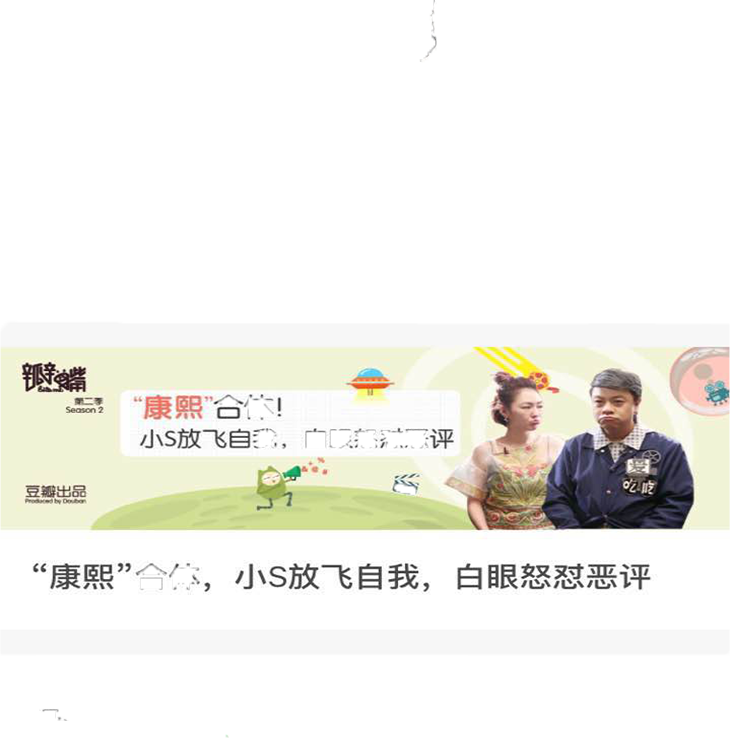 第二季
Season 2
“康熙”合体!
小S放飞自我，白眼怒怼恶评
豆瓣出品
Produced by Douban
爱
吃吃
“康熙”合体，小S放飞自我，白眼怒怼恶评